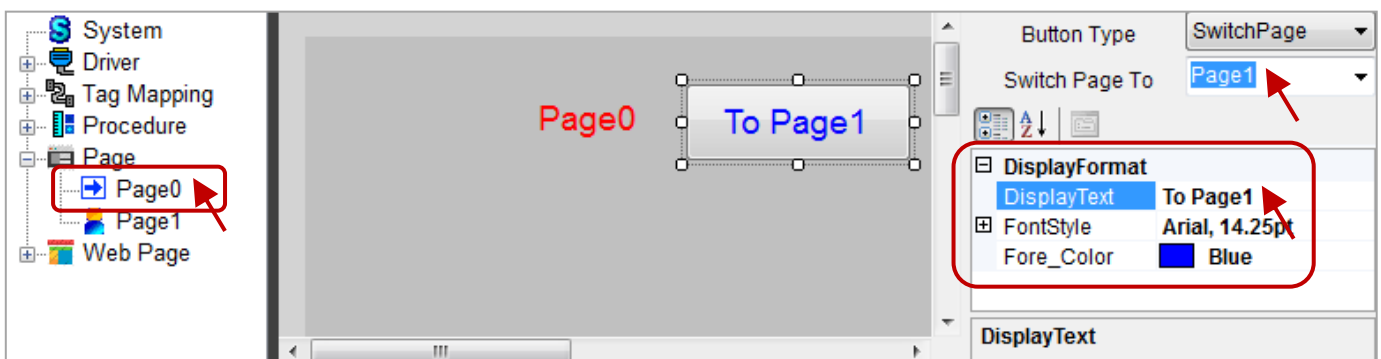 System
Driver
Tag Mapping
Procedure
Page
Page0
Page1
Web Page
Page0
To Page1
Button Type
SwitchPage
Switch Page To
Page1
DisplayFormat
DisplayText To Page1
FontStyle Arial, 14.25pt
Fore_Color Blue
DisplayText